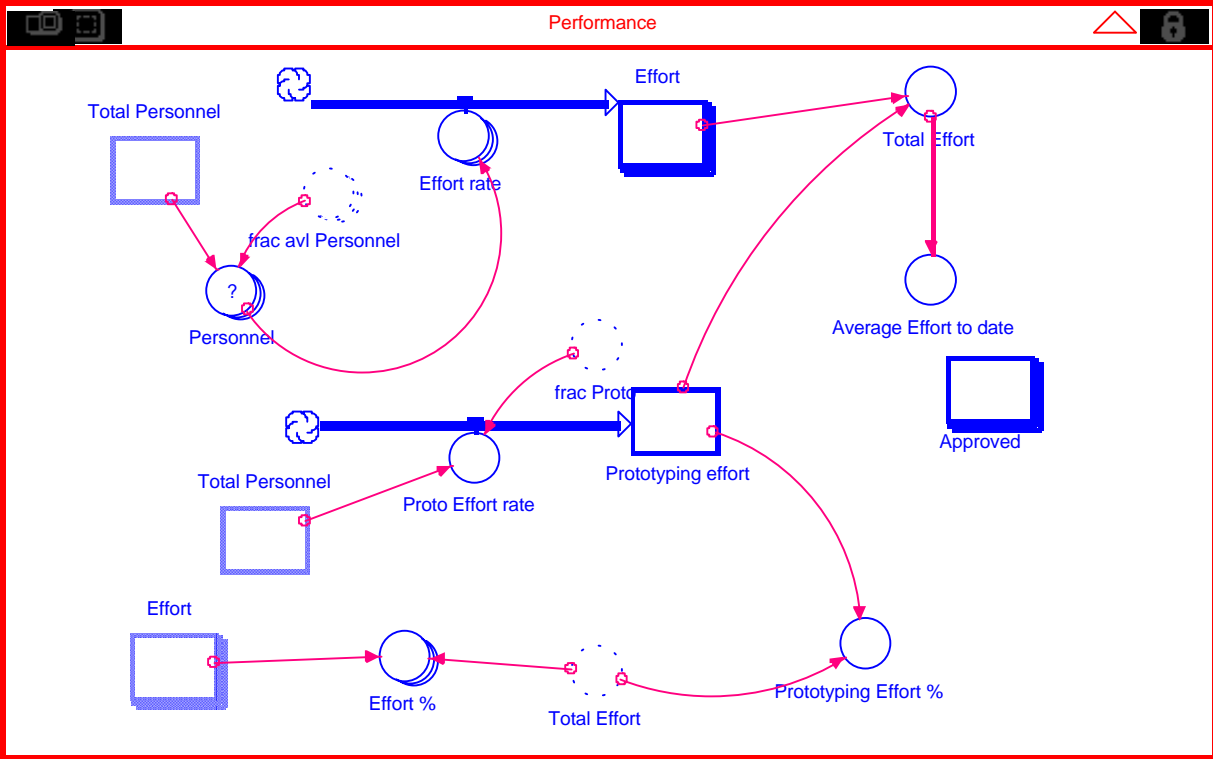 Performance
Effort
Total Personnel
Total Effort
Effort rate
frac avl Personnel
?
Personnel
Average Effort to date
frac Proto
Approved
Prototyping effort
Total Personnel
Proto Effort rate
Effort
Prototyping Effort %
Effort %
Total Effort